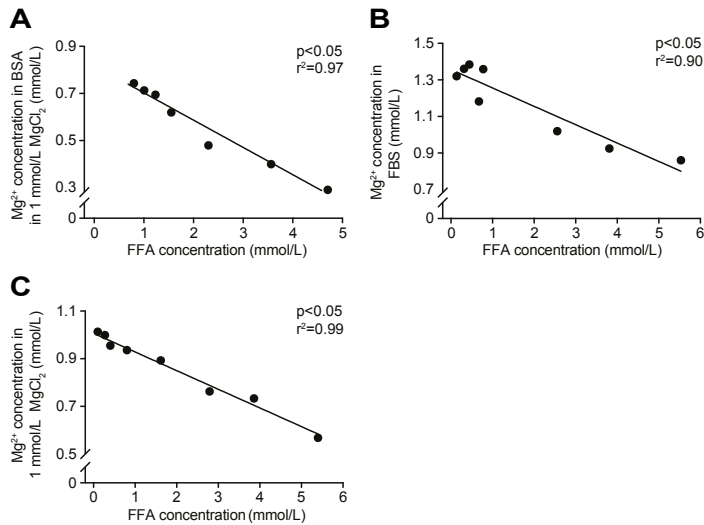 A
Mg²⁺ concentration in BSA
in 1 mmol/L MgCl₂ (mmol/L)
0.9
0.7
0.5
0.3
0
p<0.05
r²=0.97
0 1 2 3 4 5
FFA concentration (mmol/L)
B
Mg²⁺ concentration in
FBS (mmol/L)
1.5
1.3
1.1
0.9
0.7
0
p<0.05
r²=0.90
0 1 2 3 4 5 6
FFA concentration (mmol/L)
C
Mg²⁺ concentration in
1 mmol/L MgCl₂ (mmol/L)
1.1
0.9
0.7
0.5
0
p<0.05
r²=0.99
0 1 2 3 4 5 6
FFA concentration (mmol/L)